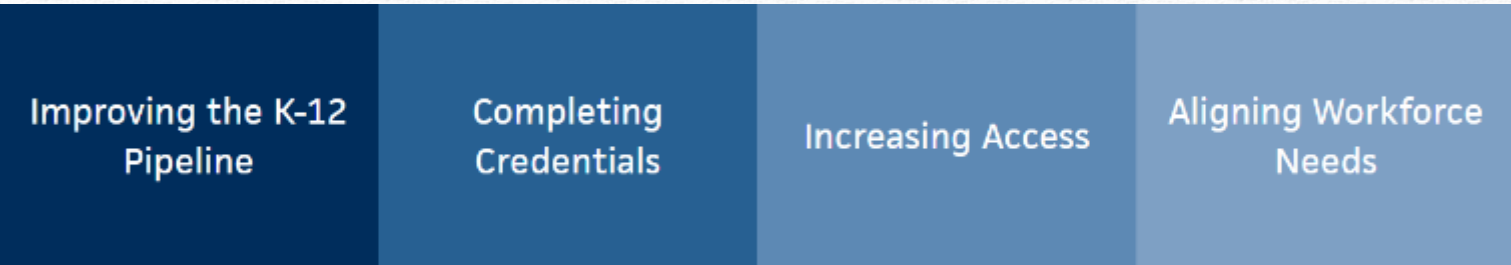 Improving the K-12
Pipeline
Completing
Credentials
Increasing Access
Aligning Workforce
Needs